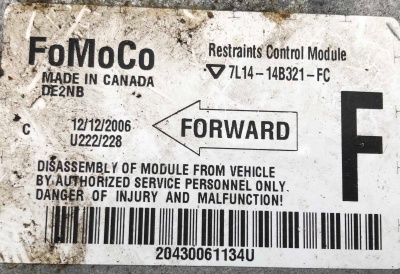 FoMoCo
Restraints Control Module
MADE IN CANADA
7L14-14B321-FC
DE2NB
C
12/12/2006
U222/228
FORWARD
F
DISASSEMBLY OF MODULE FROM VEHICLE
BY AUTHORIZED SERVICE PERSONNEL ONLY.
DANGER OF INJURY AND MALFUNCTION!
20430061134U